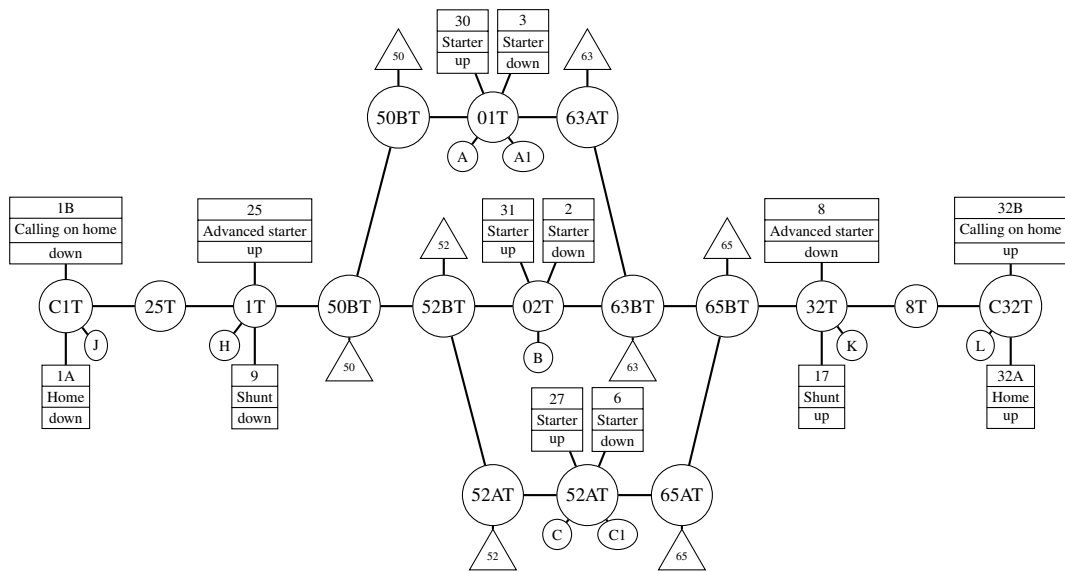 30
Starter
up
3
Starter
down
50
63
50BT
01T
63AT
A
A1
1B
Calling on home
down
25
Advanced starter
up
31
Starter
up
2
Starter
down
8
Advanced starter
down
32B
Calling on home
up
52
65
C1T
25T
1T
50BT
52BT
02T
63BT
65BT
32T
8T
C32T
J
H
B
K
L
50
63
1A
Home
down
9
Shunt
down
17
Shunt
up
32A
Home
up
27
Starter
up
6
Starter
down
52AT
52AT
65AT
C
C1
52
65